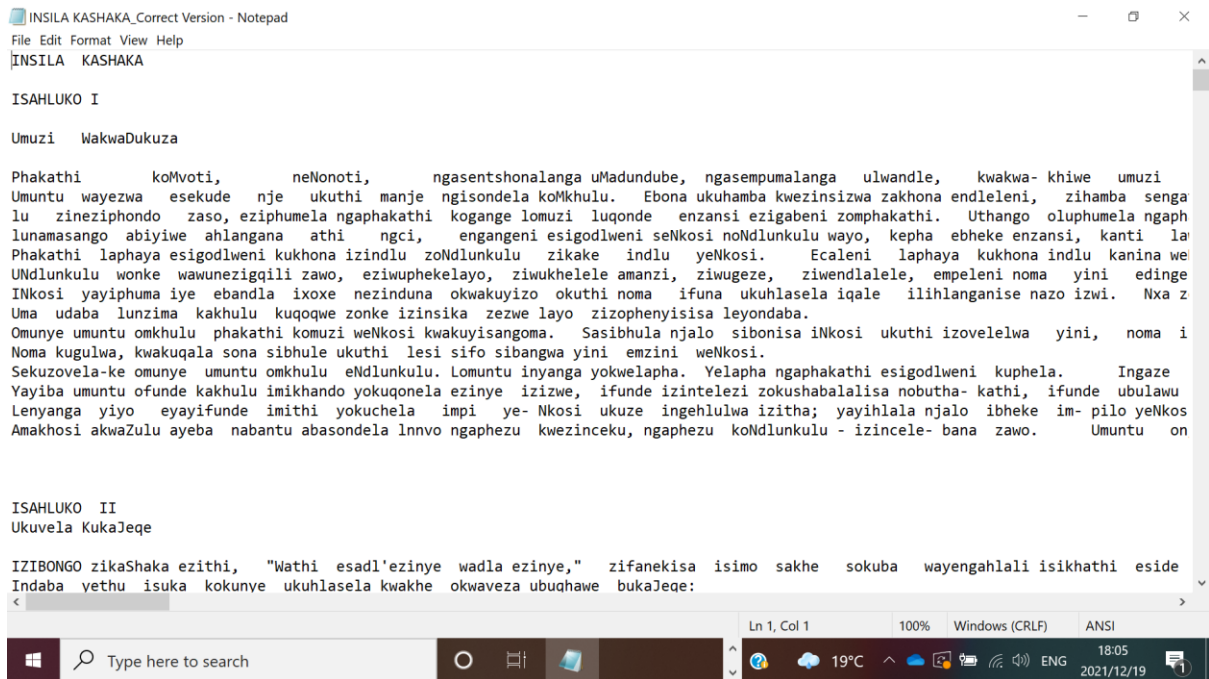 INSILA KASHAKA_Correct Version - Notepad
File Edit Format View Help
INSILA KASHAKA
ISAHLUKO I
Umuzi WakwaDukuza
Phakathi koMvoti, neNonoti, ngasentshonalanga uMadundube, ngasempumalanga ulwandle, kwakwa- khiwe umuzi
Umuntu wayezwa esekude nje ukuthi manje ngisondela koMkhulu. Ebona ukuhamba kwezinsizwa zakhona endleleni, zihamba senga
lu zineziphondo zaso, eziphumela ngaphakathi kogange lomuzi luqonde enzansi ezigabeni zomphakathi. Uthango oluphumela ngaph
lunamasango abiyiwe ahlangana athi ngci, engangeni esigodlweni seNkosi noNdlunkulu wayo, kepha ebheke enzansi, kanti
Phakathi laphaya esigodlweni kukhona izindlu zoNdlunkulu zikake indlu yeNkosi. Ecaleni laphaya kukhona indlu kanina
UNdlunkulu wonke wawunezigqili zawo, eziwuphekelayo, ziwukhelele amanzi, ziwugeze, ziwendlalele, empeleni noma yini edinge
INkosi yayiphuma iye ebandla ixoxe nezinduna okwakuyizo okuthi noma ifuna ukuhlasela iqale ilihlanganise nazo izwi. Nxa z
Uma udaba lunzima kakhulu kuqoqwe zonke izinsika zezwe layo zizophenyisisa leyondaba.
Omunye umuntu omkhulu phakathi komuzi weNkosi kwakuyisangoma. Sasibhula njalo sibonisa iNkosi ukuthi izovelelwa yini, noma i
Noma kugulwa, kwakuqala sona sibhule ukuthi lesi sifo sibangwa yini emzini weNkosi.
Sekuzovela-ke omunye umuntu omkhulu eNdlunkulu. Lomuntu inyanga yokwelapha. Yelapha ngaphakathi esigodlweni kuphela. Ingaze
Yayiba umuntu ofunde kakhulu imikhando yokuqonela ezinye izizwe, ifunde izintelezi zokushabalalisa nobutha- kathi, ifunde ubulawu
Lenyanga yiyo eyayifunde imithi yokuchela impi ye- Nkosi ukuze ingehlulwa izitha; yayihlala njalo ibheke im- pilo yeNkos
Amakhosi akwaZulu ayeba nabantu abasondela lnnvo ngaphezu kwezinceku, ngaphezu koNdlunkulu - izincele- bana zawo. Umuntu on
ISAHLUKO II
Ukuvela KukaJeqe
IZIBONGO zikaShaka ezithi, "Wathi esadl'ezinye wadla ezinye," zifanekisa isimo sakhe sokuba wayengahlali isikhathi eside
Indaba yethu isuka kokunye ukuhlasela kwakhe okwaveza ubuqhawe bukaJeqe:
Ln 1, Col 1 100% Windows (CRLF) ANSI
Type here to search 19°C ENG 18:05
2021/12/19 1